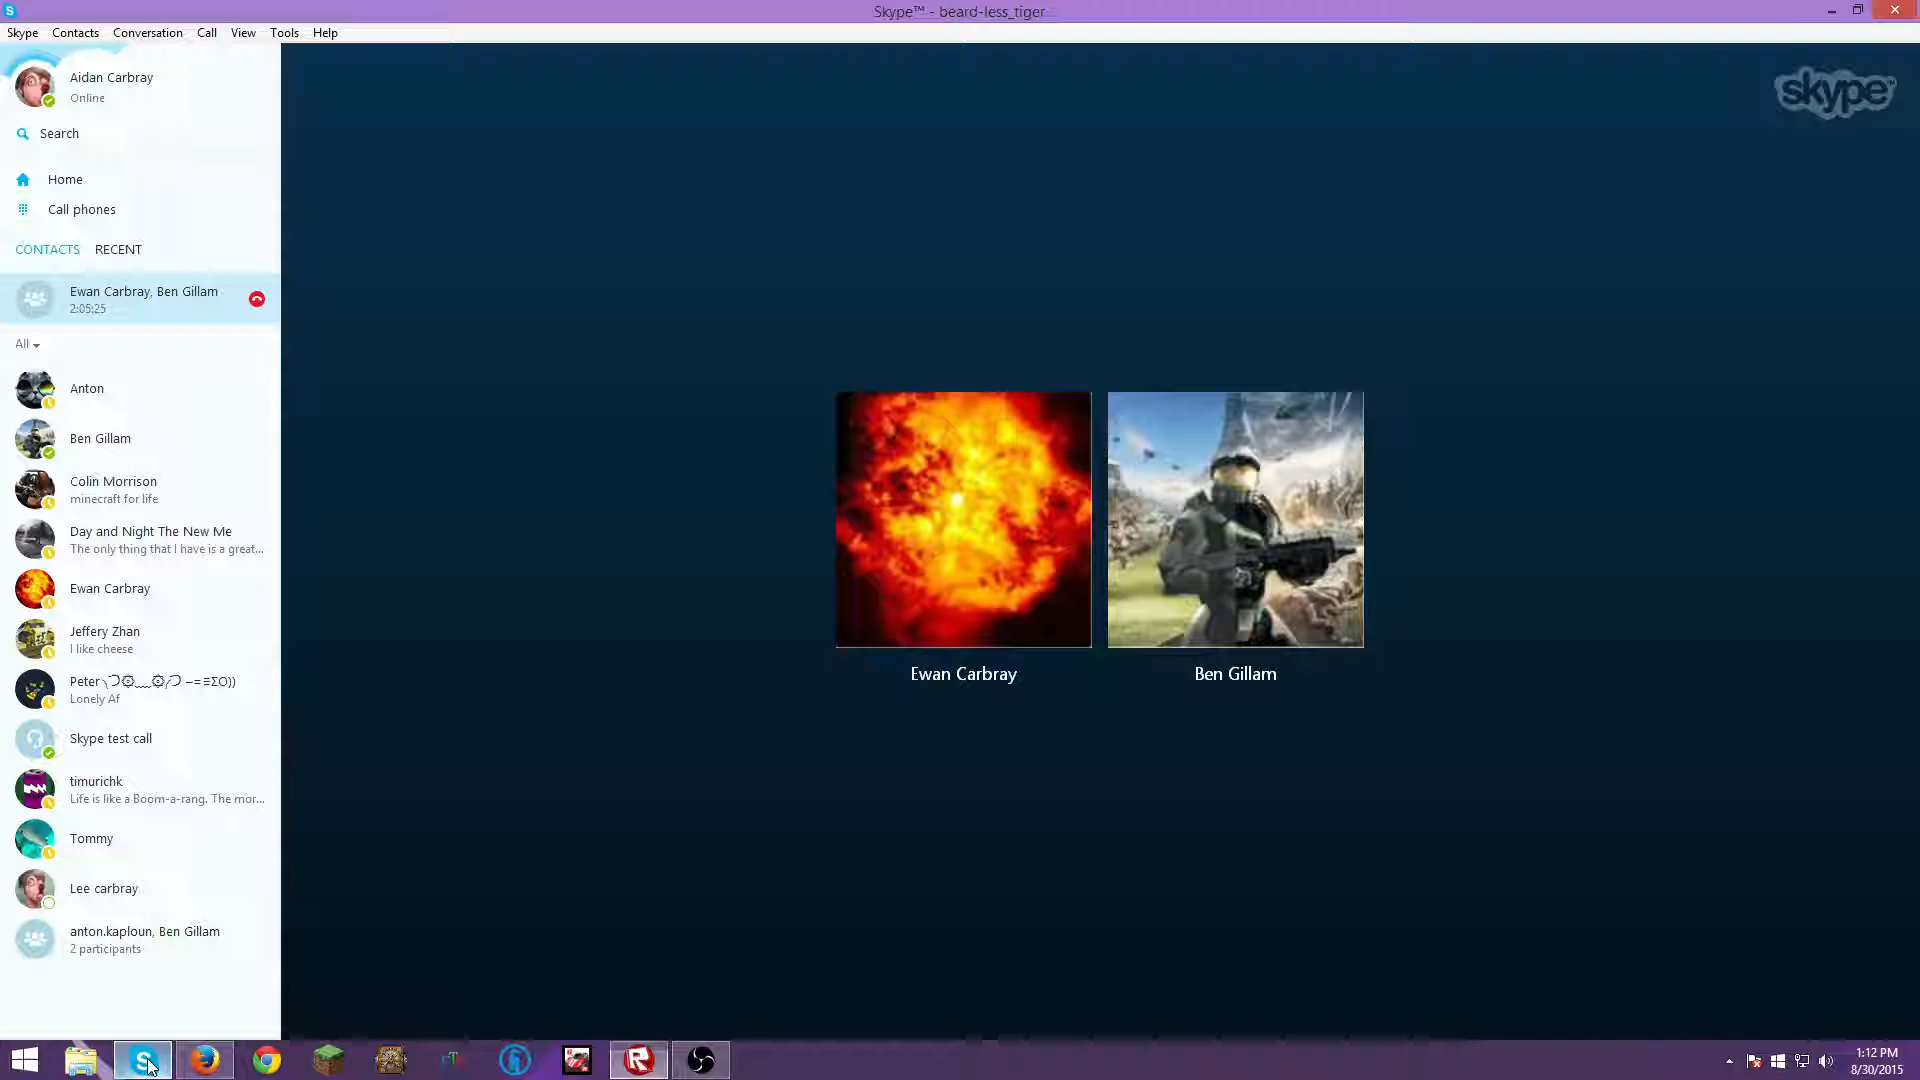 Skype™ - beard-less_tiger
Skype Contacts Conversation Call View Tools Help
Aidan Carbray
Online
Search
Home
Call phones
CONTACTS RECENT
Ewan Carbray, Ben Gillam
2:05:25
All
Anton
Ben Gillam
Colin Morrison
minecraft for life
Day and Night The New Me
The only thing that I have is a great...
Ewan Carbray
Jeffery Zhan
I like cheese
Peter
Lonely Af
Skype test call
timurichk
Life is like a Boom-a-rang. The mor...
Tommy
Lee carbray
anton.kaploun, Ben Gillam
2 participants
skype™
Ewan Carbray
Ben Gillam
1:12 PM
8/30/2015